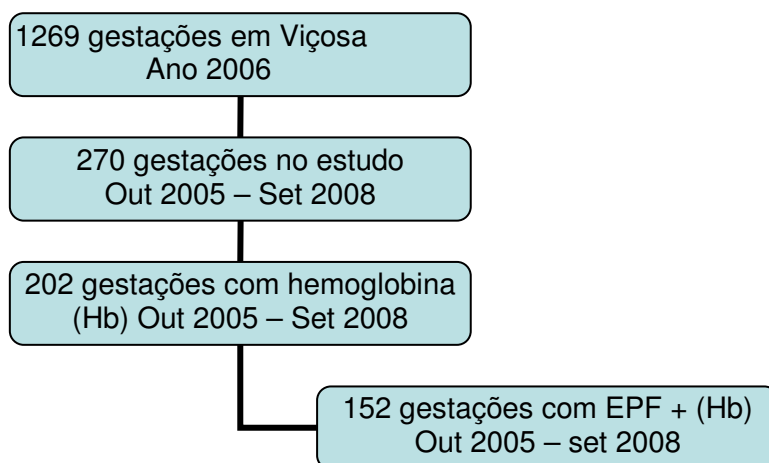 1269 gestações em Viçosa
Ano 2006
270 gestações no estudo
Out 2005 – Set 2008
202 gestações com hemoglobina
(Hb) Out 2005 – Set 2008
152 gestações com EPF + (Hb)
Out 2005 – set 2008